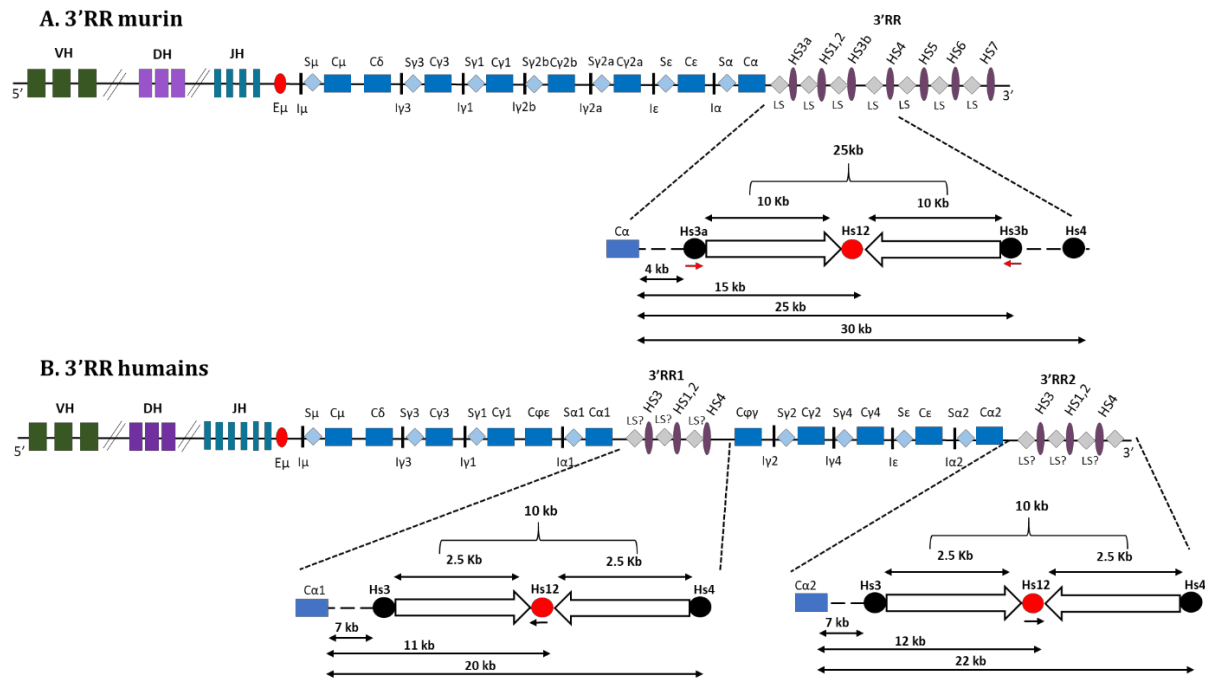 A. 3'RR murin
3'RR
VH DH JH Sμ Cμ Cδ Sγ3 Cγ3 Sγ1 Cγ1 Sγ2b Cγ2b Sγ2a Cγ2a Sε Cε Sα Cα HS3a HS1,2 HS3b HS4 HS5 HS6 HS7
5' // // 3'
Eμ Iμ Iγ3 Iγ1 Iγ2b Iγ2a Iε Iα LS LS LS LS LS LS LS
25kb
10 Kb 10 Kb
Cα Hs3a Hs12 Hs3b Hs4
4 kb
15 kb
25 kb
30 kb
B. 3'RR humains
3'RR1 3'RR2
VH DH JH Sμ Cμ Cδ Sγ3 Cγ3 Sγ1 Cγ1 Cφε Sα1 Cα1 HS3 HS1,2 HS4 Cφγ Sγ2 Cγ2 Sγ4 Cγ4 Sε Cε Sα2 Cα2 HS3 HS1,2 HS4
LS? LS? LS?
5' // // 3'
Eμ Iμ Iγ3 Iγ1 Iα1 Iγ2 Iγ4 Iε Iα2 LS? LS? LS?
10 kb 10 kb
2.5 Kb 2.5 Kb 2.5 Kb 2.5 Kb
Cα1 Hs3 Hs12 Hs4 Cα2 Hs3 Hs12 Hs4
7 kb 7 kb
11 kb 12 kb
20 kb 22 kb